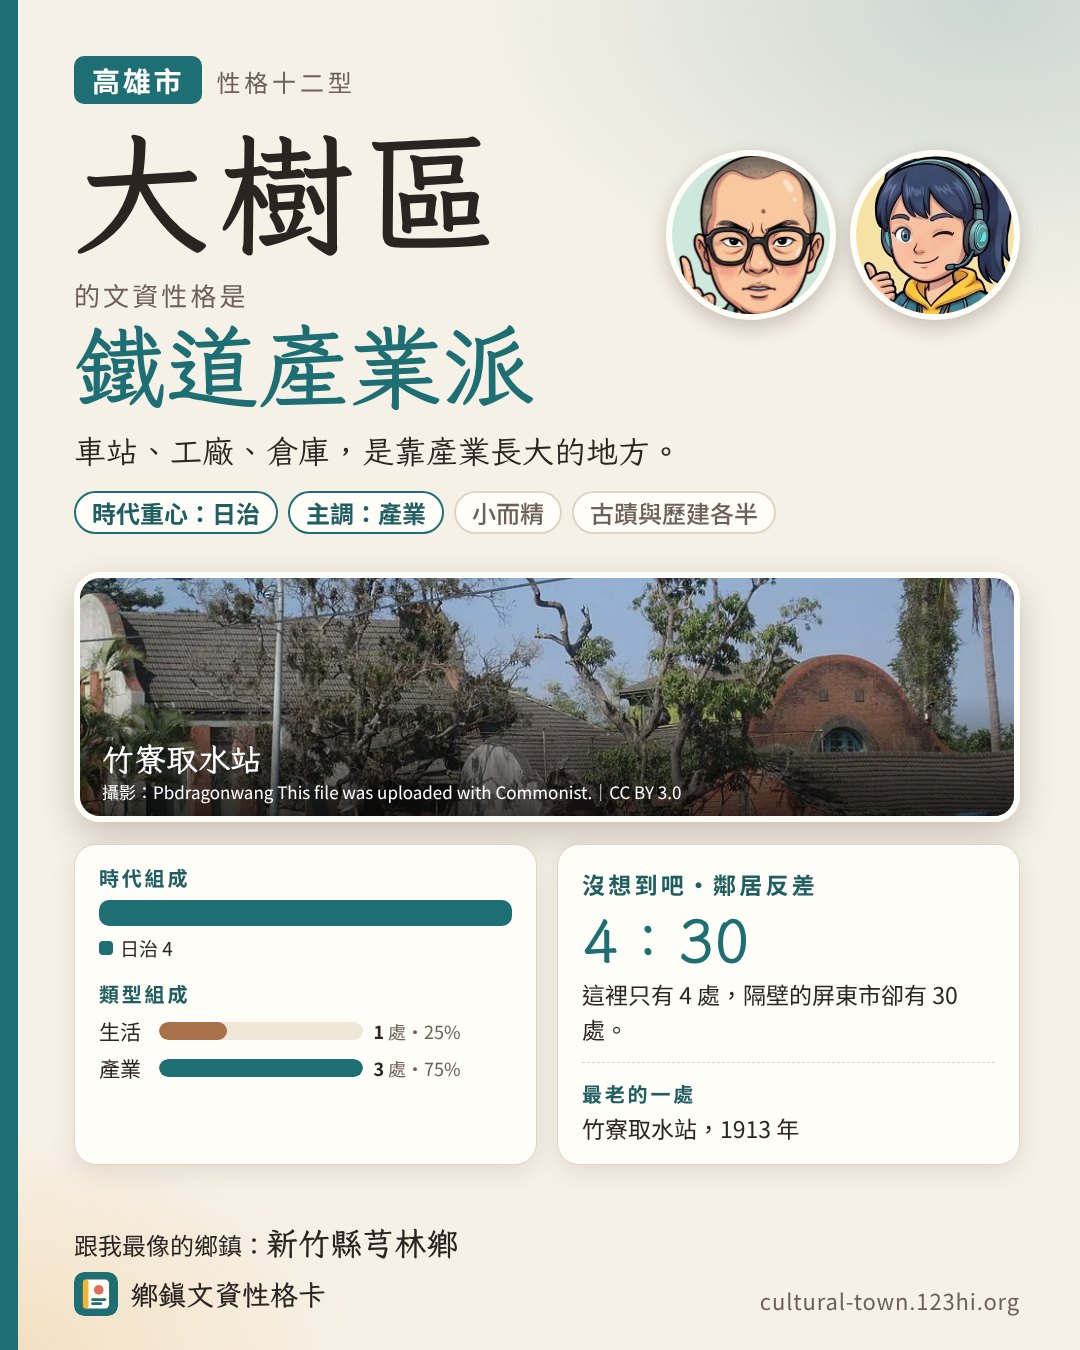 高雄市 性格十二型
大樹區
的文資性格是
鐵道產業派
車站、工廠、倉庫，是靠產業長大的地方。
時代重心：日治 主調：產業 小而精 古蹟與歷建各半
竹寮取水站
攝影：Pbdragonwang This file was uploaded with Commonist.｜CC BY 3.0
時代組成
日治 4
類型組成
生活 1 處・25%
產業 3 處・75%
沒想到吧・鄰居反差
4：30
這裡只有 4 處，隔壁的屏東市卻有 30
處。
最老的一處
竹寮取水站，1913 年
跟我最像的鄉鎮：新竹縣芎林鄉
鄉鎮文資性格卡
cultural-town.123hi.org